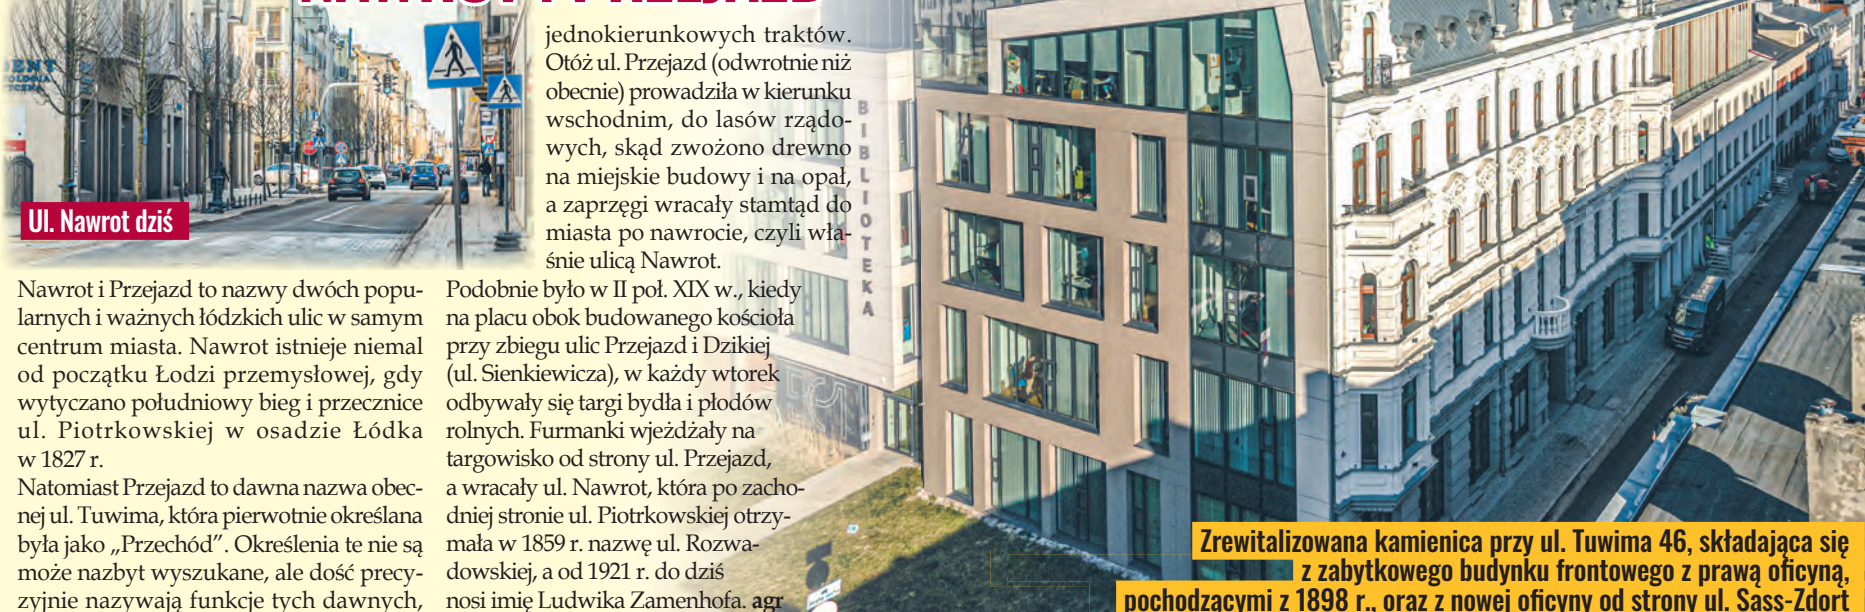 NAWROT I PRZEJAZD
Ul. Nawrot dziś
Nawrot i Przejazd to nazwy dwóch popu-
larnych i ważnych łódzkich ulic w samym
centrum miasta. Nawrot istnieje niemal
od początku Łodzi przemysłowej, gdy
wytyczano południowy bieg i przecznice
ul. Piotrkowskiej w osadzie Łódka
w 1827 r.
Natomiast Przejazd to dawna nazwa obec-
nej ul. Tuwima, która pierwotnie określana
była jako „Przechód”. Określenia te nie są
może nazbyt wyszukane, ale dość precy-
zyjnie nazywają funkcje tych dawnych,
jednokierunkowych traktów.
Otóż ul. Przejazd (odwrotnie niż
obecnie) prowadziła w kierunku
wschodnim, do lasów rządo-
wych, skąd zwożono drewno
na miejskie budowy i na opał,
a zaprzęgi wracały stamtąd do
miasta po nawrocie, czyli wła-
śnie ulicą Nawrot.
Podobnie było w II poł. XIX w., kiedy
na placu obok budowanego kościoła
przy zbiegu ulic Przejazd i Dzikiej
(ul. Sienkiewicza), w każdy wtorek
odbywały się targi bydła i płodów
rolnych. Furmanki wjeżdżały na
targowisko od strony ul. Przejazd,
a wracały ul. Nawrot, która po zacho-
dniej stronie ul. Piotrkowskiej otrzy-
mała w 1859 r. nazwę ul. Rozwa-
dowskiej, a od 1921 r. do dziś
nosi imię Ludwika Zamenhofa. agr
BIBLIOTEKA
Zrewitalizowana kamienica przy ul. Tuwima 46, składająca się
z zabytkowego budynku frontowego z prawą oficyną,
pochodzącymi z 1898 r., oraz z nowej oficyny od strony ul. Sass-Zdort